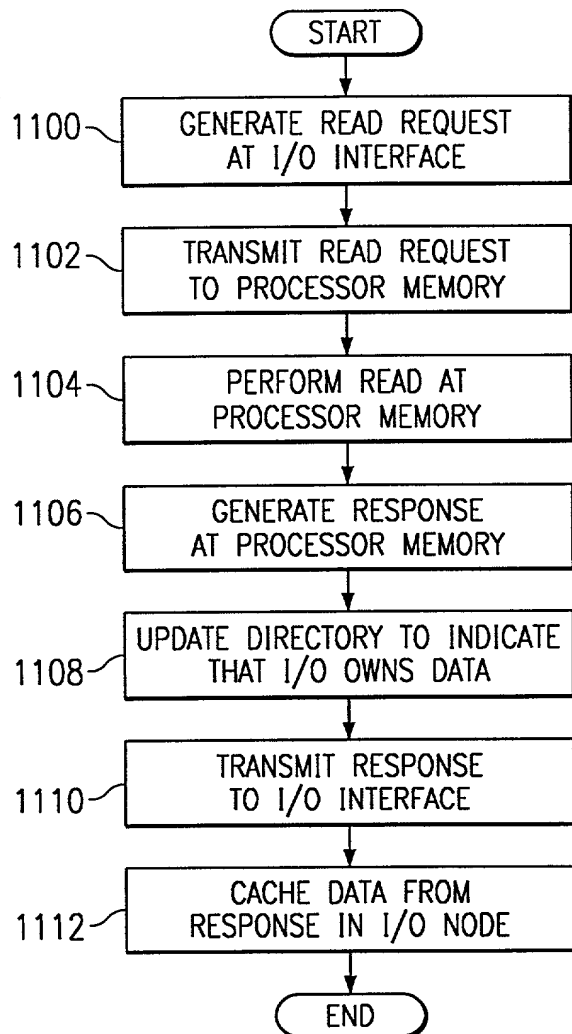 START
1100
GENERATE READ REQUEST
AT I/O INTERFACE
1102
TRANSMIT READ REQUEST
TO PROCESSOR MEMORY
1104
PERFORM READ AT
PROCESSOR MEMORY
1106
GENERATE RESPONSE
AT PROCESSOR MEMORY
1108
UPDATE DIRECTORY TO INDICATE
THAT I/O OWNS DATA
1110
TRANSMIT RESPONSE
TO I/O INTERFACE
1112
CACHE DATA FROM
RESPONSE IN I/O NODE
END